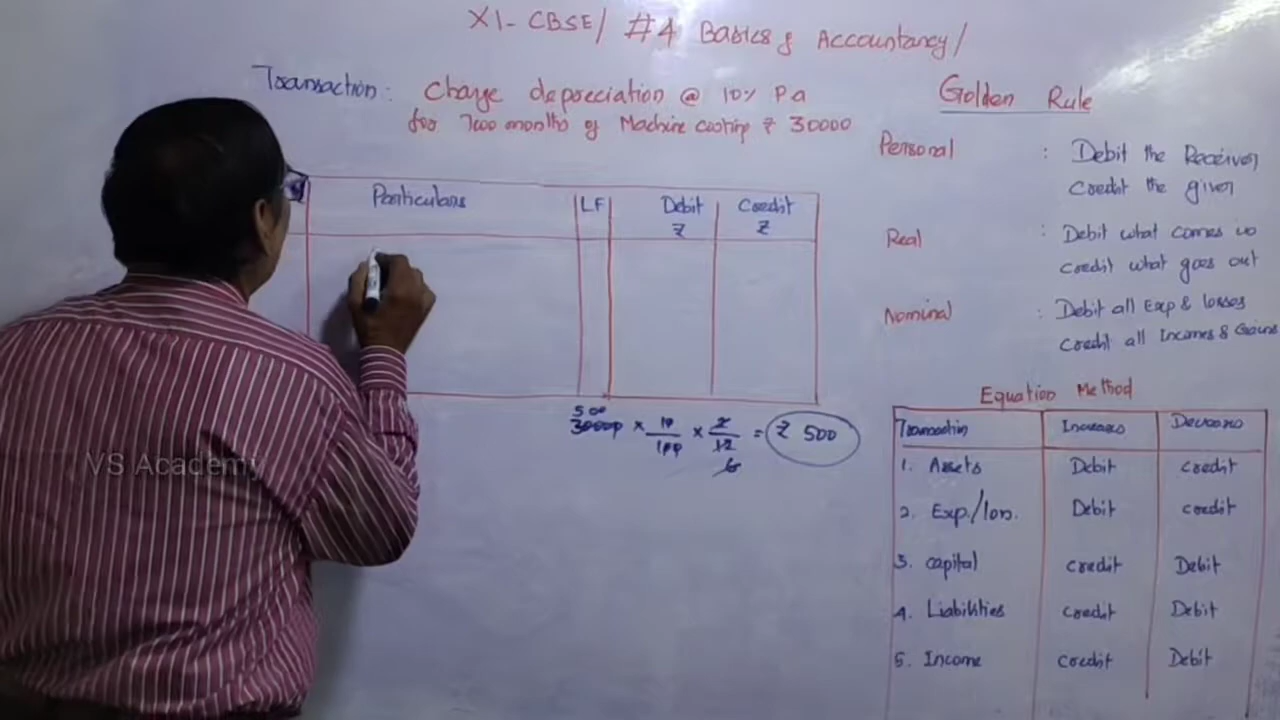 XI- CBSE/ #4 Basics of Accountancy/
Transaction: Charge depreciation @ 10% Pa
for Two months of Machine costing ₹ 30000
Particulars LF Debit ₹ Credit ₹
500
30000 × 10/100 × 2/12 = ₹ 500
6
Golden Rule
Personal : Debit the Receiver
Credit the giver
Real : Debit what comes in
Credit what goes out
Nominal : Debit all Exp & losses
Credit all Incomes & Gains
Equation Method
Transaction Increases Decreases
1. Assets Debit Credit
2. Exp./loss. Debit Credit
3. Capital Credit Debit
4. Liabilities Credit Debit
5. Income Credit Debit
VS Academy